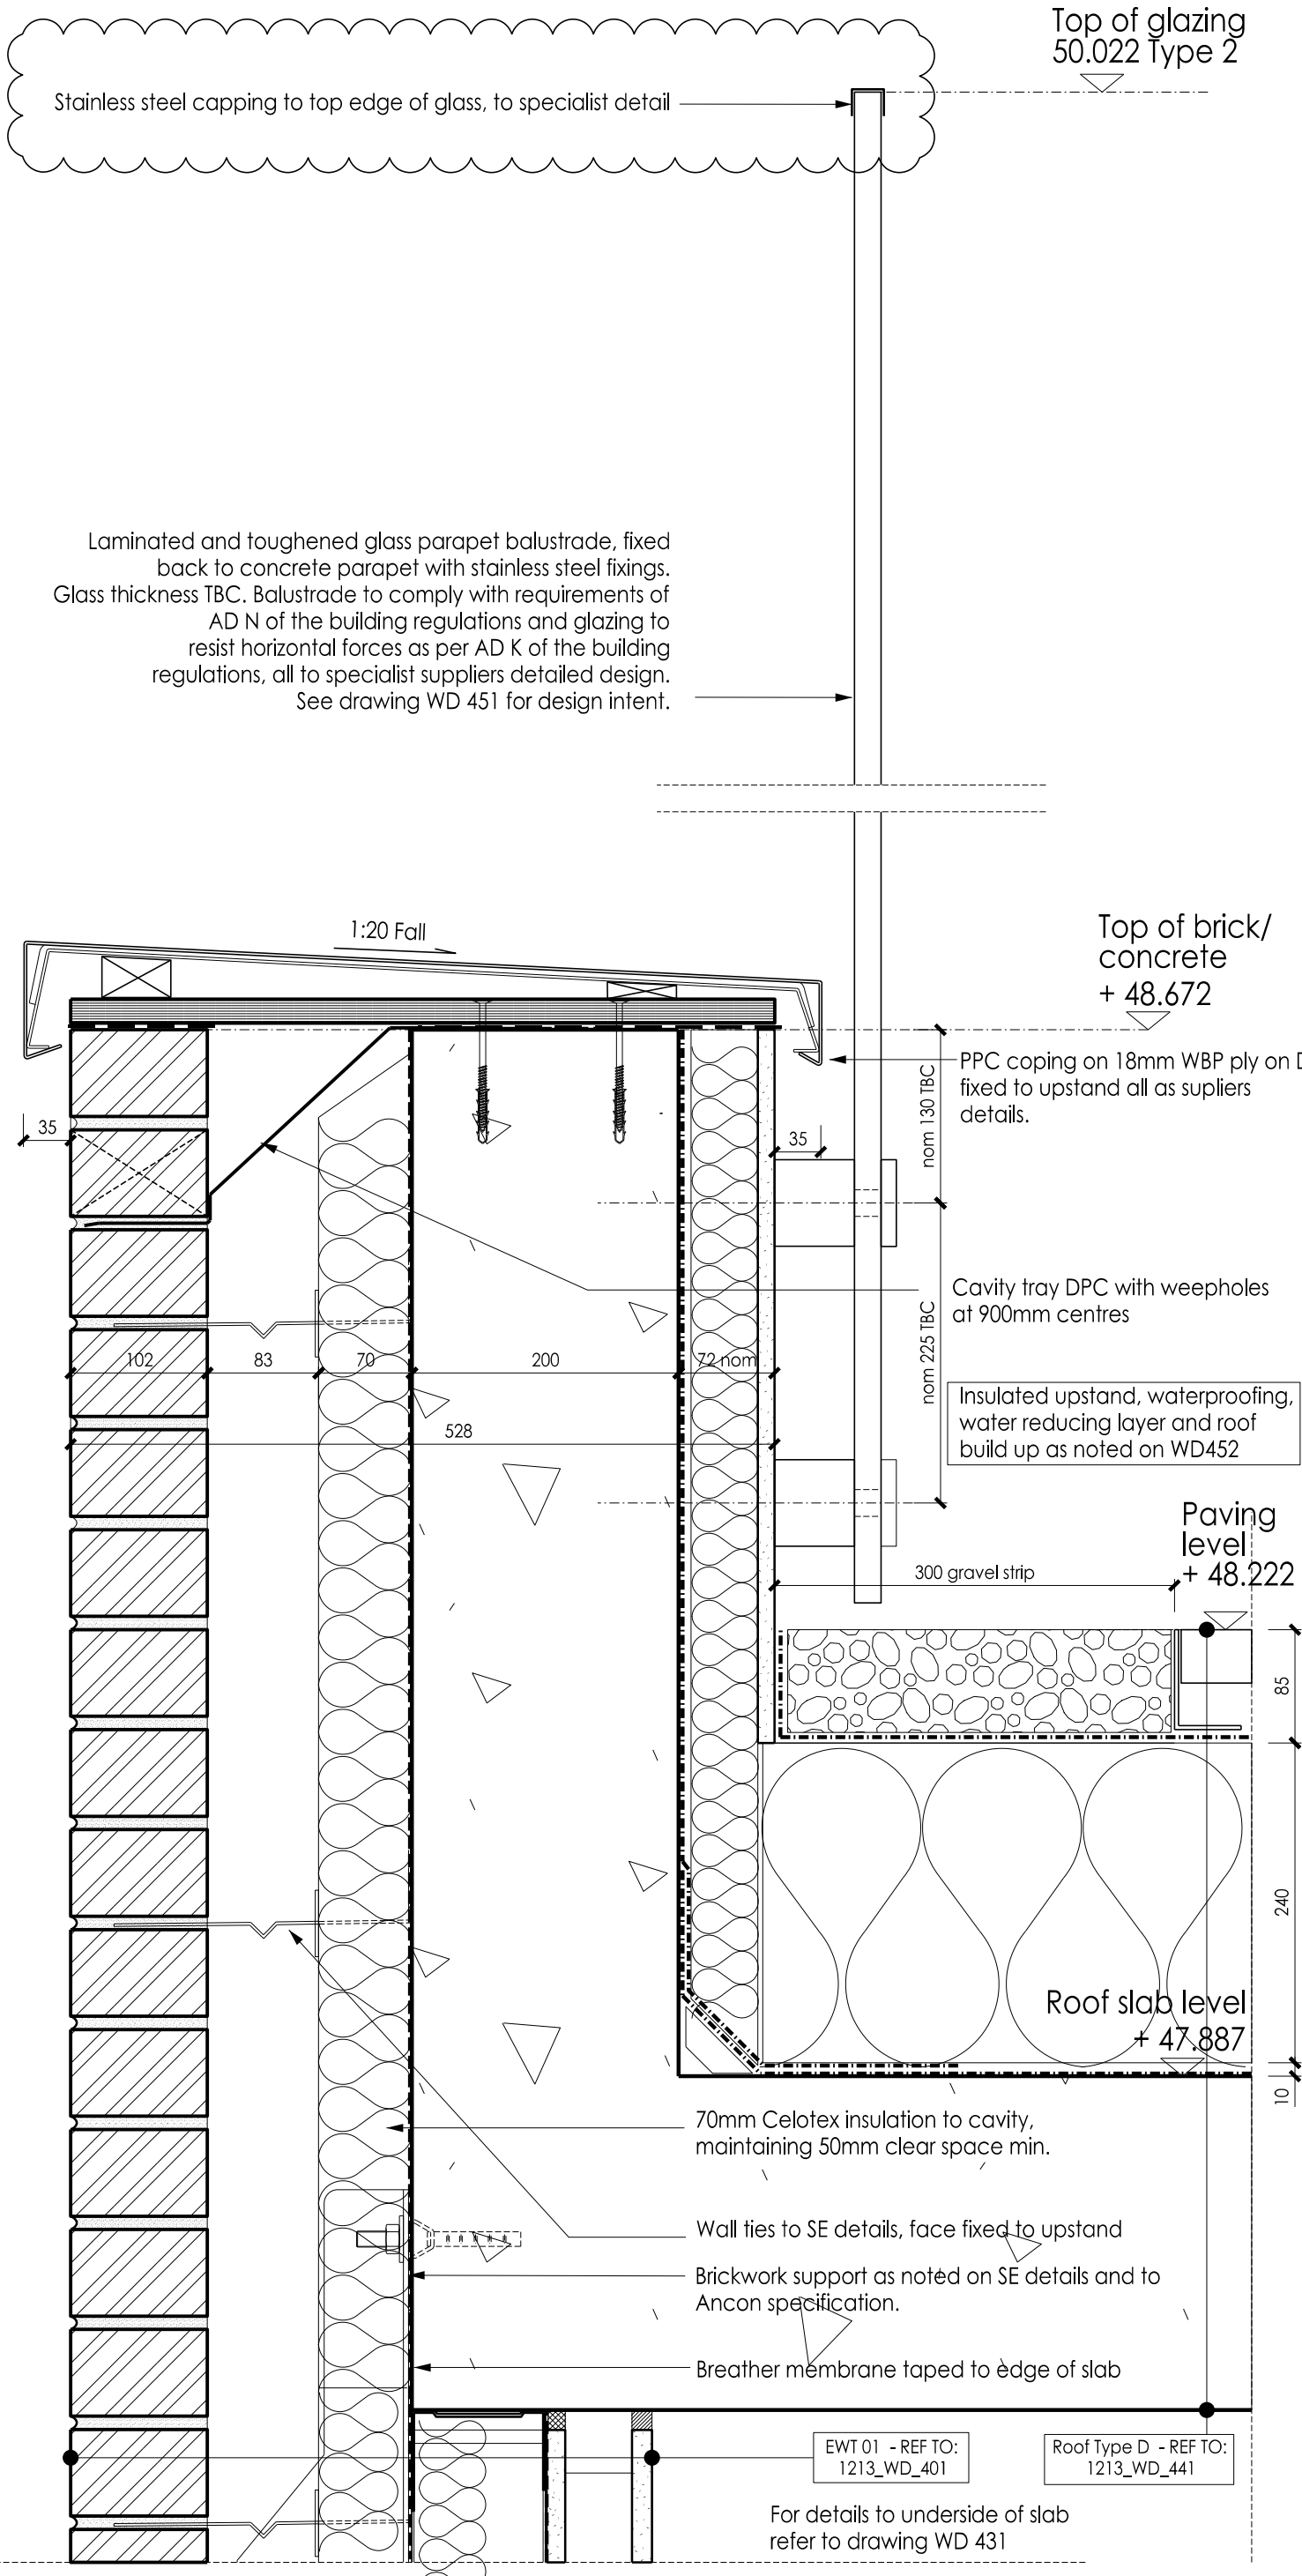 Top of glazing
50.022 Type 2
Stainless steel capping to top edge of glass, to specialist detail
Laminated and toughened glass parapet balustrade, fixed
back to concrete parapet with stainless steel fixings.
Glass thickness TBC. Balustrade to comply with requirements of
AD N of the building regulations and glazing to
resist horizontal forces as per AD K of the building
regulations, all to specialist suppliers detailed design.
See drawing WD 451 for design intent.
1:20 Fall
Top of brick/
concrete
+ 48.672
PPC coping on 18mm WBP ply on
fixed to upstand all as supliers
details.
nom 130 TBC
35
35
Cavity tray DPC with weepholes
at 900mm centres
nom 225 TBC
102
83
70
200
72 nom
528
Insulated upstand, waterproofing,
water reducing layer and roof
build up as noted on WD452
Paving
level
+ 48.222
300 gravel strip
85
240
Roof slab level
+ 47.887
10
70mm Celotex insulation to cavity,
maintaining 50mm clear space min.
Wall ties to SE details, face fixed to upstand
Brickwork support as noted on SE details and to
Ancon specification.
Breather membrane taped to edge of slab
EWT 01 - REF TO:
1213_WD_401
Roof Type D - REF TO:
1213_WD_441
For details to underside of slab
refer to drawing WD 431